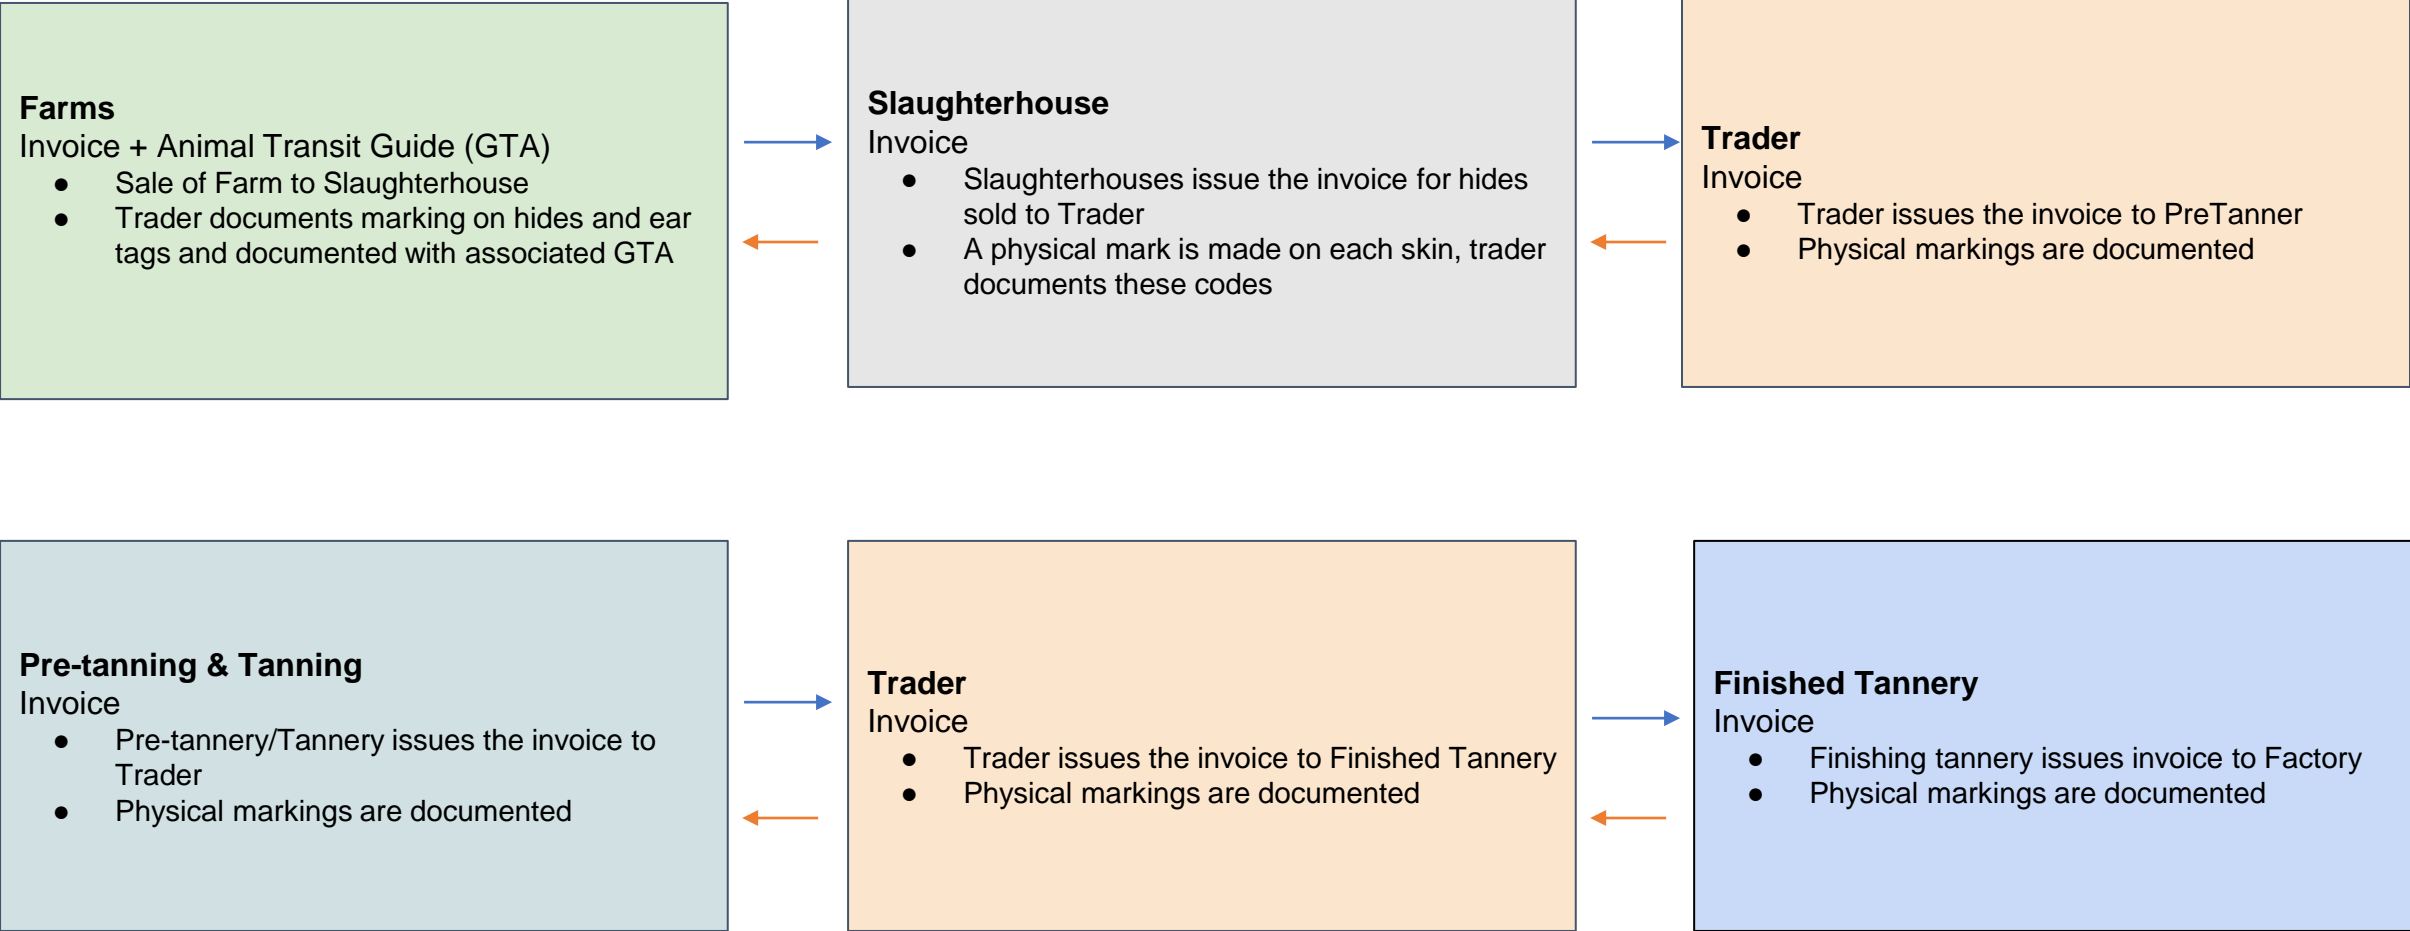 Farms
Invoice + Animal Transit Guide (GTA)
● Sale of Farm to Slaughterhouse
● Trader documents marking on hides and ear
tags and documented with associated GTA
Slaughterhouse
Invoice
● Slaughterhouses issue the invoice for hides
sold to Trader
● A physical mark is made on each skin, trader
documents these codes
Trader
Invoice
● Trader issues the invoice to PreTanner
● Physical markings are documented
Pre-tanning & Tanning
Invoice
● Pre-tannery/Tannery issues the invoice to
Trader
● Physical markings are documented
Trader
Invoice
● Trader issues the invoice to Finished Tannery
● Physical markings are documented
Finished Tannery
Invoice
● Finishing tannery issues invoice to Factory
● Physical markings are documented